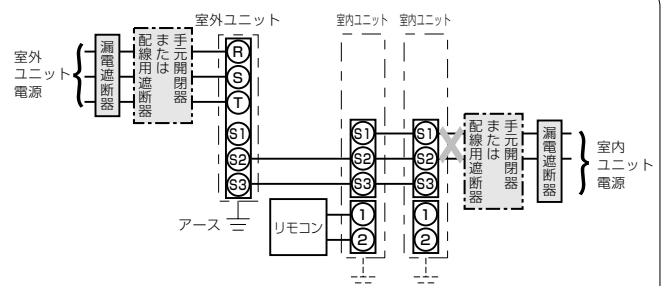 室外
ユニット
電源
漏電遮断器
手元開閉器
または
配線用遮断器
室外ユニット
R
S
T
S1
S2
S3
アース
リモコン
室内ユニット
S1
S2
S3
1
2
室内ユニット
S1
S2
S3
1
2
手元開閉器
または
配線用遮断器
漏電遮断器
室内
ユニット
電源